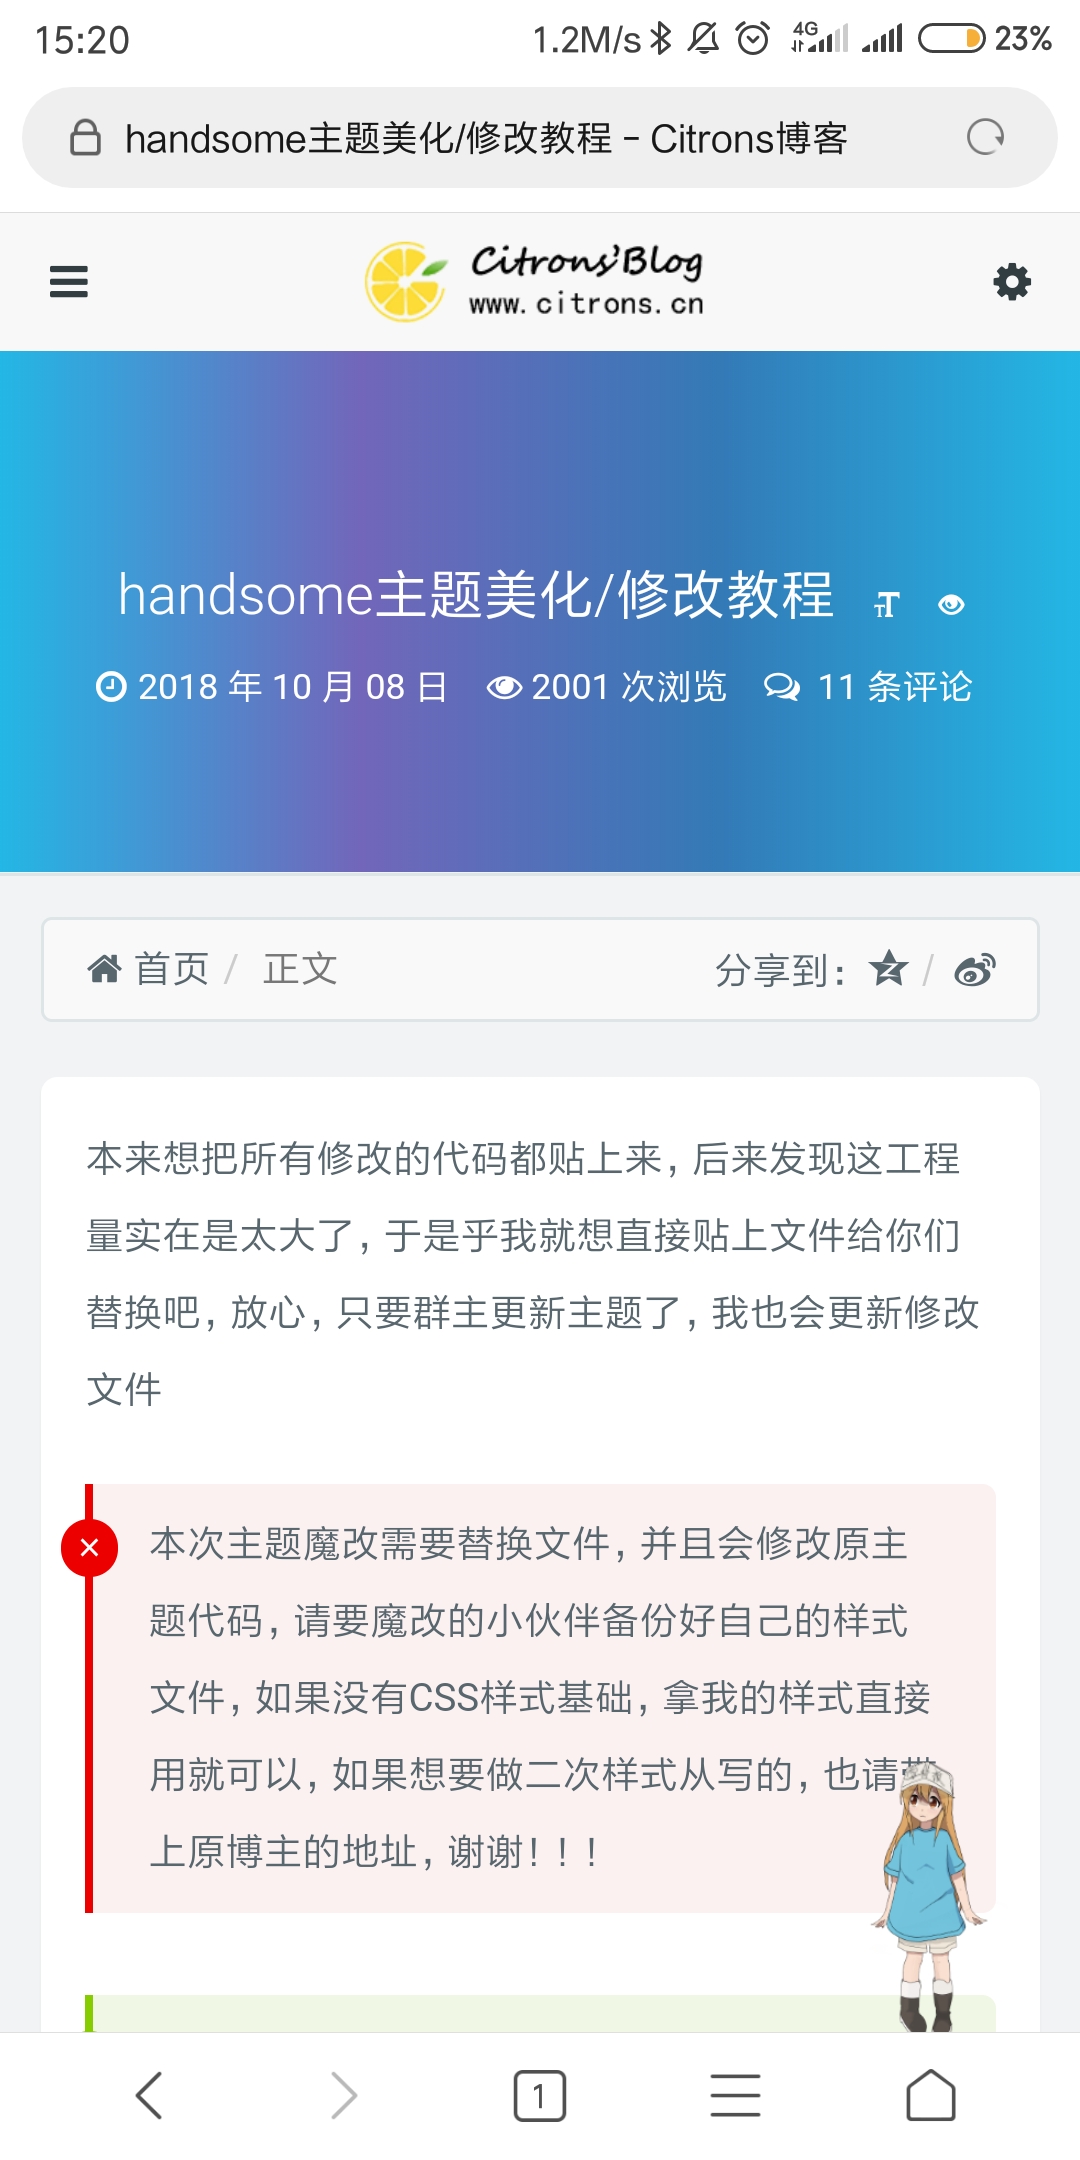 15:20 1.2M/s 4G 23%
handsome主题美化/修改教程 - Citrons博客
Citrons'Blog
www.citrons.cn
handsome主题美化/修改教程
2018 年 10 月 08 日 2001 次浏览 11 条评论
首页 / 正文 分享到: /
本来想把所有修改的代码都贴上来, 后来发现这工程
量实在是太大了, 于是乎我就想直接贴上文件给你们
替换吧, 放心, 只要群主更新主题了, 我也会更新修改
文件
本次主题魔改需要替换文件, 并且会修改原主
题代码, 请要魔改的小伙伴备份好自己的样式
文件, 如果没有CSS样式基础, 拿我的样式直接
用就可以, 如果想要做二次样式从写的, 也请带
上原博主的地址, 谢谢! ! !
1